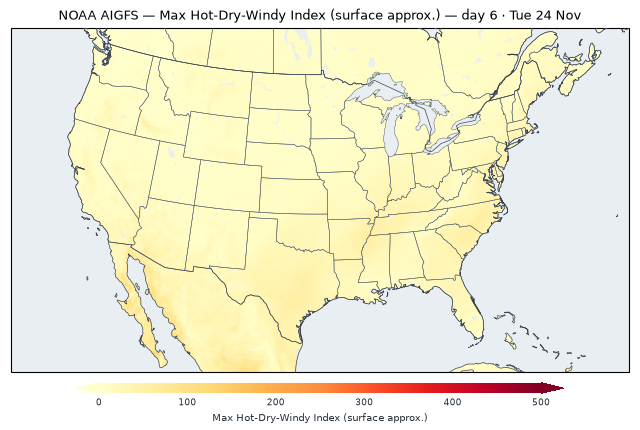 NOAA AIGFS — Max Hot-Dry-Windy Index (surface approx.) — day 6 · Tue 24 Nov
0 100 200 300 400 500
Max Hot-Dry-Windy Index (surface approx.)